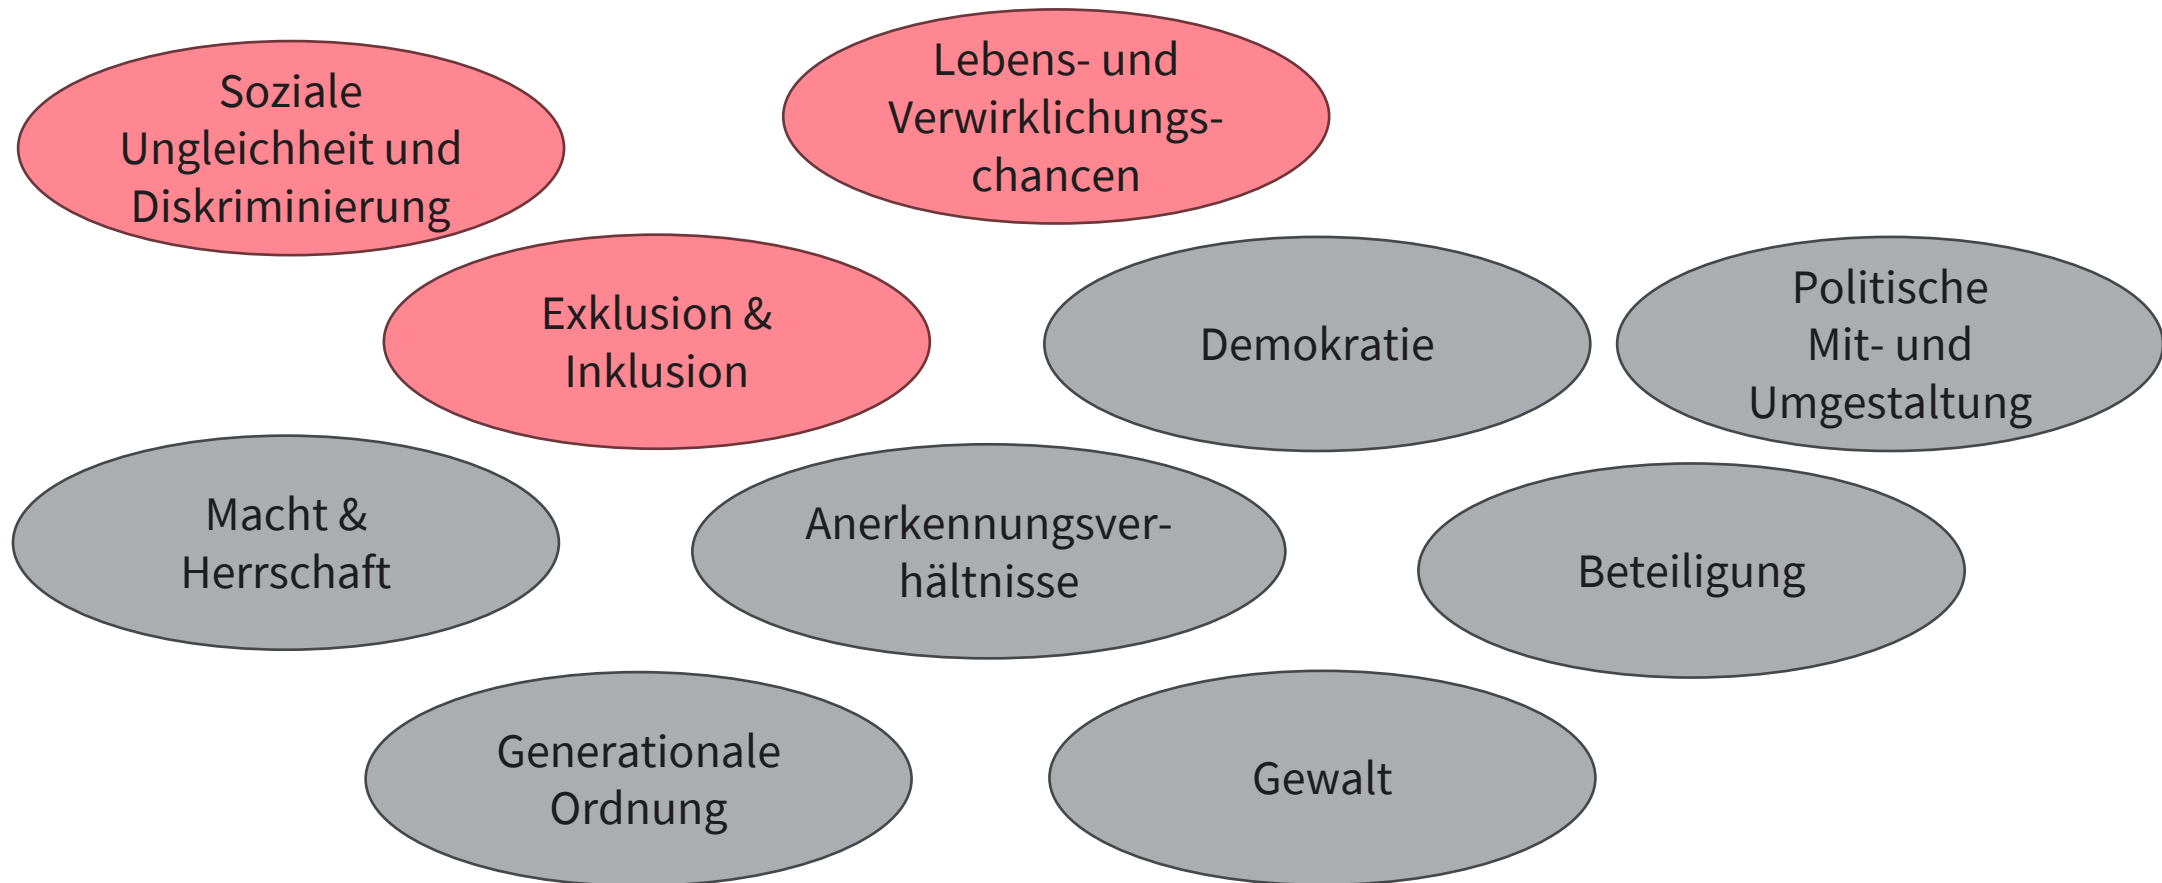 Soziale
Ungleichheit und
Diskriminierung
Lebens- und
Verwirklichungs-
chancen
Exklusion &
Inklusion
Demokratie
Politische
Mit- und
Umgestaltung
Macht &
Herrschaft
Anerkennungsver-
hältnisse
Beteiligung
Generationale
Ordnung
Gewalt